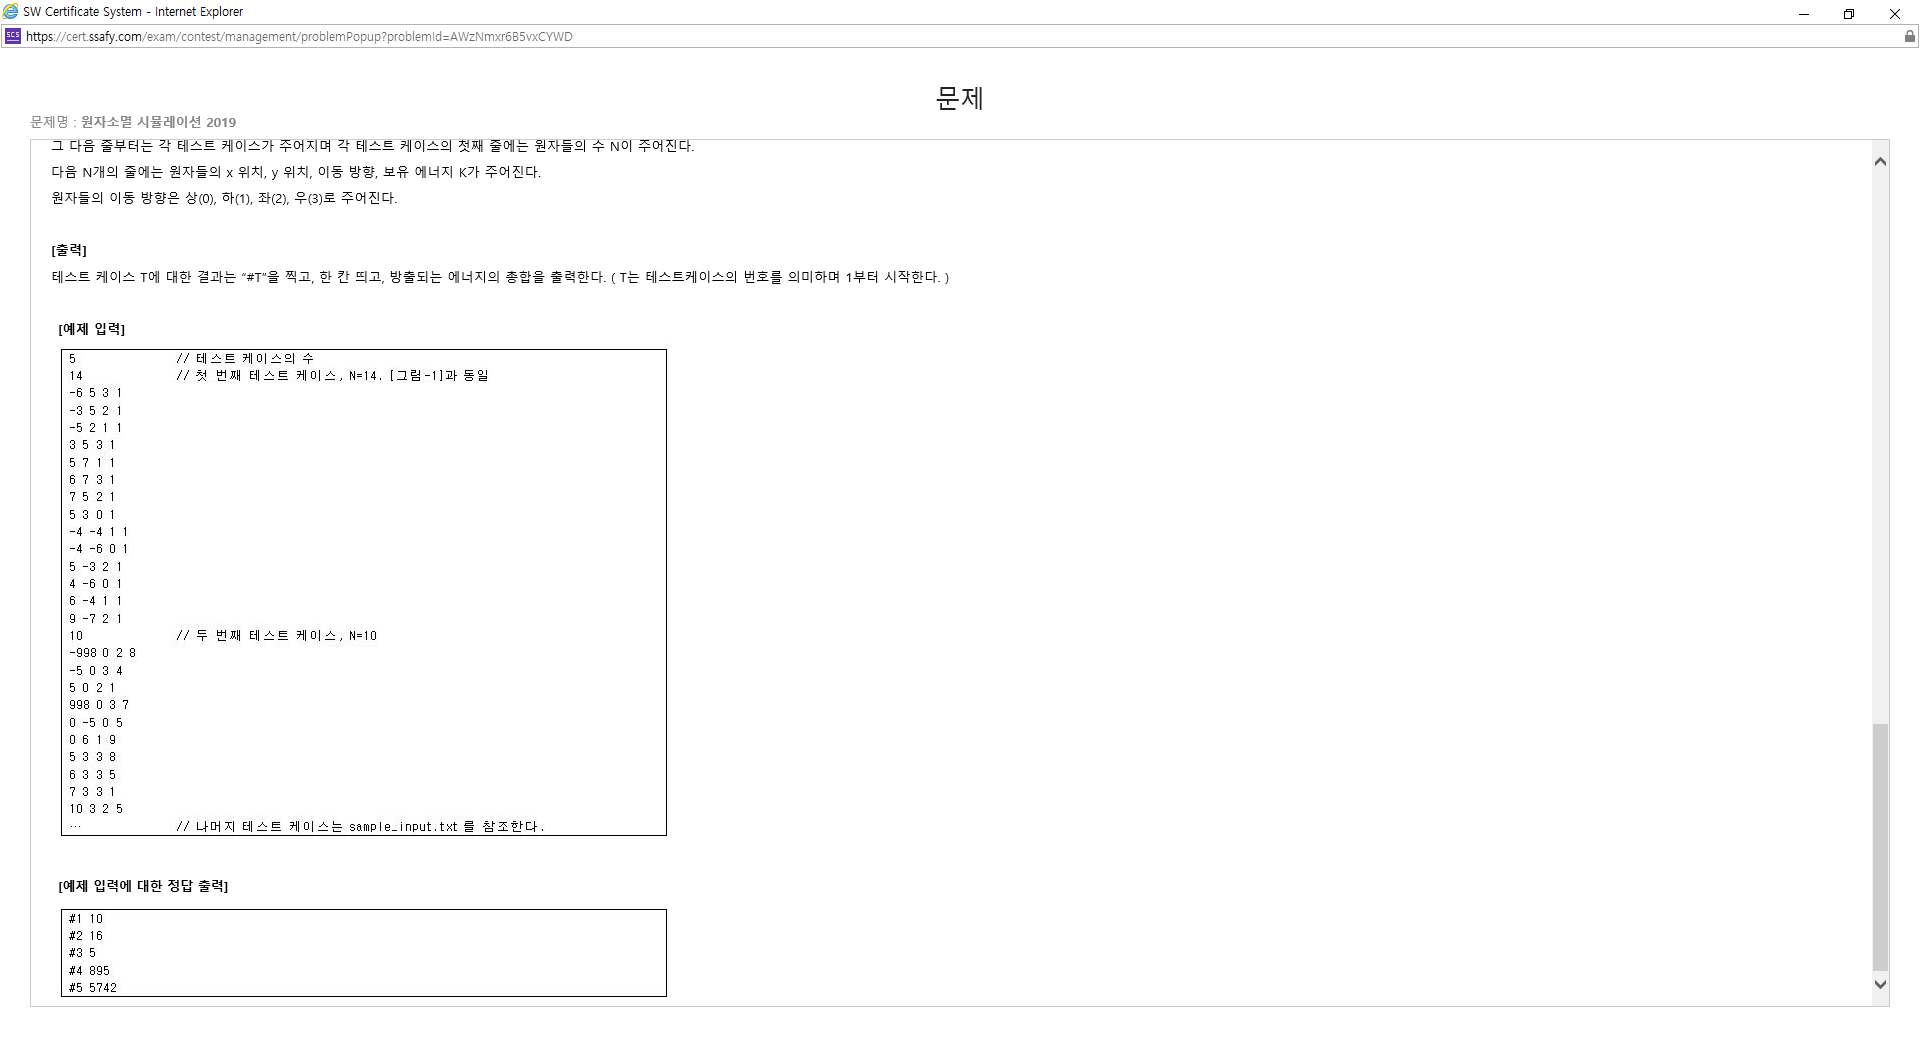 SW Certificate System - Internet Explorer
SCS https://cert.ssafy.com/exam/contest/management/problemPopup?problemId=AWzNmxr6B5vxCYWD
문제
문제명 : 원자소멸 시뮬레이션 2019
그 다음 줄부터는 각 테스트 케이스가 주어지며 각 테스트 케이스의 첫째 줄에는 원자들의 수 N이 주어진다.
다음 N개의 줄에는 원자들의 x 위치, y 위치, 이동 방향, 보유 에너지 K가 주어진다.
원자들의 이동 방향은 상(0), 하(1), 좌(2), 우(3)로 주어진다.
[출력]
테스트 케이스 T에 대한 결과는 “#T”을 찍고, 한 칸 띄고, 방출되는 에너지의 총합을 출력한다. ( T는 테스트케이스의 번호를 의미하며 1부터 시작한다. )
[예제 입력]
5 // 테스트 케이스의 수
14 // 첫 번째 테스트 케이스, N=14. [그림-1]과 동일
-6 5 3 1
-3 5 2 1
-5 2 1 1
3 5 3 1
5 7 1 1
6 7 3 1
7 5 2 1
5 3 0 1
-4 -4 1 1
-4 -6 0 1
5 -3 2 1
4 -6 0 1
6 -4 1 1
9 -7 2 1
10 // 두 번째 테스트 케이스, N=10
-998 0 2 8
-5 0 3 4
5 0 2 1
998 0 3 7
0 -5 0 5
0 6 1 9
5 3 3 8
6 3 3 5
7 3 3 1
10 3 2 5
… // 나머지 테스트 케이스는 sample_input.txt 를 참조한다.
[예제 입력에 대한 정답 출력]
#1 10
#2 16
#3 5
#4 895
#5 5742